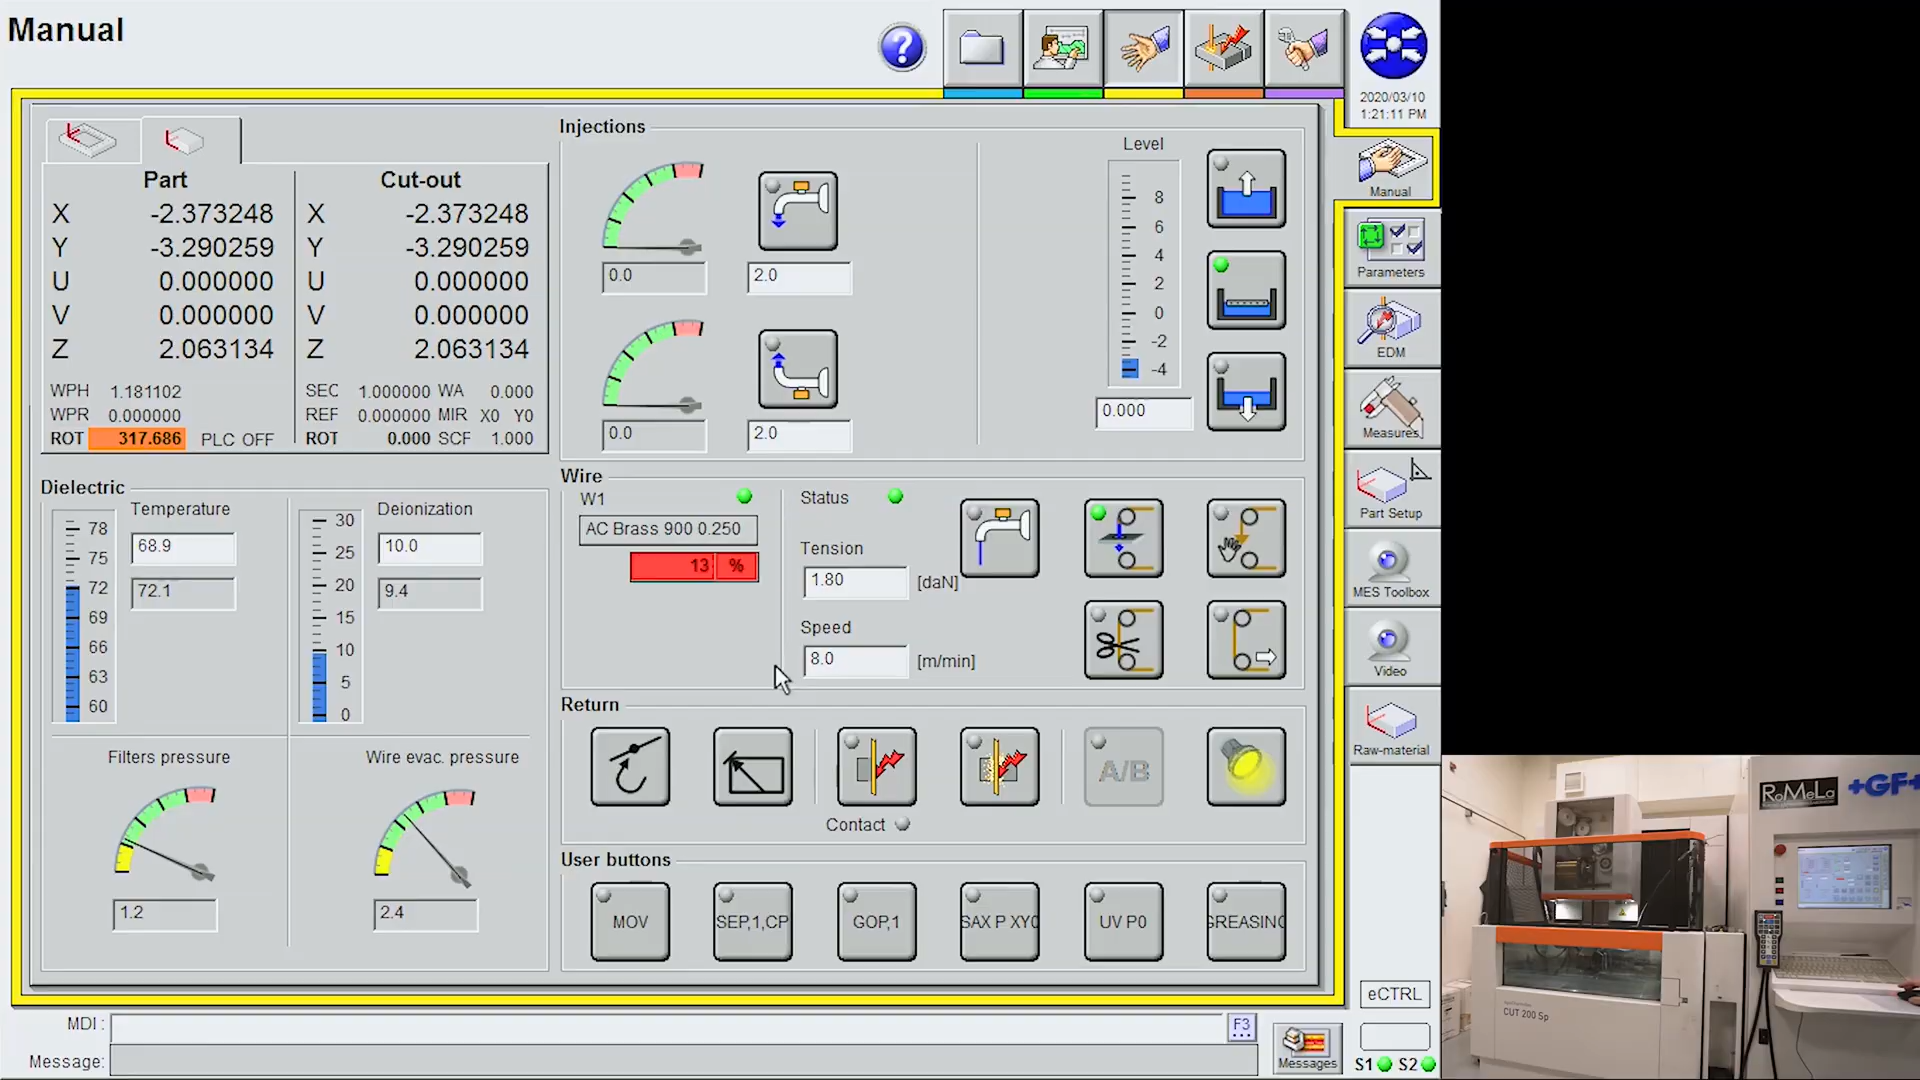 Manual
2020/03/10
1:21:11 PM
Part
X -2.373248
Y -3.290259
U 0.000000
V 0.000000
Z 2.063134
WPH 1.181102
WPR 0.000000
ROT 317.686 PLC OFF
Cut-out
X -2.373248
Y -3.290259
U 0.000000
V 0.000000
Z 2.063134
SEC 1.000000 WA 0.000
REF 0.000000 MIR X0 Y0
ROT 0.000 SCF 1.000
Injections
0.0
2.0
0.0
2.0
Level
8
6
4
2
0
-2
-4
0.000
Dielectric
Temperature
78
75
72
69
66
63
60
68.9
72.1
Deionization
30
25
20
15
10
5
0
10.0
9.4
Filters pressure
1.2
Wire evac. pressure
2.4
Wire
W1
AC Brass 900 0.250
13 %
Status
Tension
1.80 [daN]
Speed
8.0 [m/min]
Return
A/B
Contact
User buttons
MOV
SEP,1,CP
GOP,1
SAX P XY0
UV P0
GREASING
Manual
Parameters
EDM
Measures
Part Setup
MES Toolbox
Video
Raw-material
eCTRL
S1 S2
MDI :
F3
Message:
Messages
RoMeLa
+GF+
CUT 200 Sp